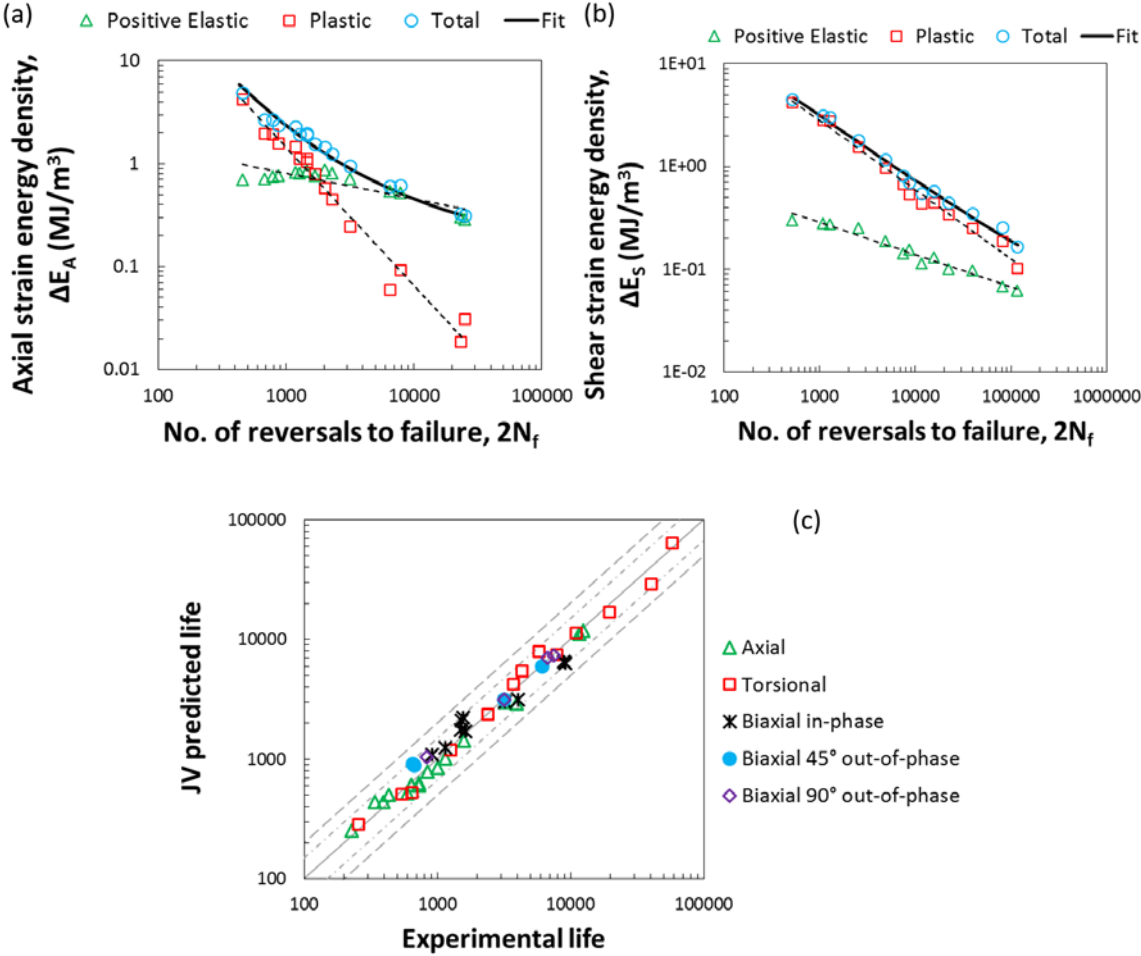 (a)
Positive Elastic Plastic Total Fit
Axial strain energy density,
ΔE_A (MJ/m³)
10
1
0.1
0.01
100 1000 10000 100000
No. of reversals to failure, 2N_f
(b)
Positive Elastic Plastic Total Fit
Shear strain energy density,
ΔE_S (MJ/m³)
1E+01
1E+00
1E-01
1E-02
100 1000 10000 100000 1000000
No. of reversals to failure, 2N_f
(c)
JV predicted life
100000
10000
1000
100
100 1000 10000 100000
Experimental life
Axial
Torsional
Biaxial in-phase
Biaxial 45° out-of-phase
Biaxial 90° out-of-phase